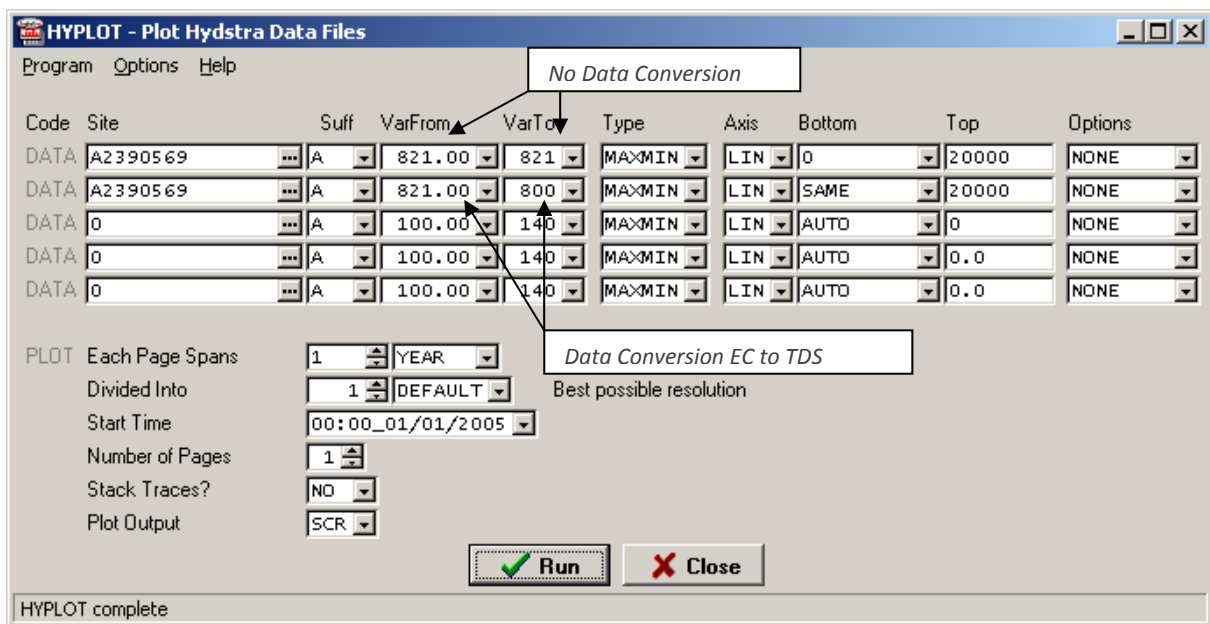 HYPLOT - Plot Hydstra Data Files
Program Options Help
No Data Conversion
Code Site Suff VarFrom VarTo Type Axis Bottom Top Options
DATA A2390569 A 821.00 821 MAXMIN LIN 0 20000 NONE
DATA A2390569 A 821.00 800 MAXMIN LIN SAME 20000 NONE
DATA 0 A 100.00 140 MAXMIN LIN AUTO 0 NONE
DATA 0 A 100.00 140 MAXMIN LIN AUTO 0.0 NONE
DATA 0 A 100.00 140 MAXMIN LIN AUTO 0.0 NONE
PLOT Each Page Spans 1 YEAR
Data Conversion EC to TDS
Divided Into 1 DEFAULT Best possible resolution
Start Time 00:00_01/01/2005
Number of Pages 1
Stack Traces? NO
Plot Output SCR
Run Close
HYPLOT complete